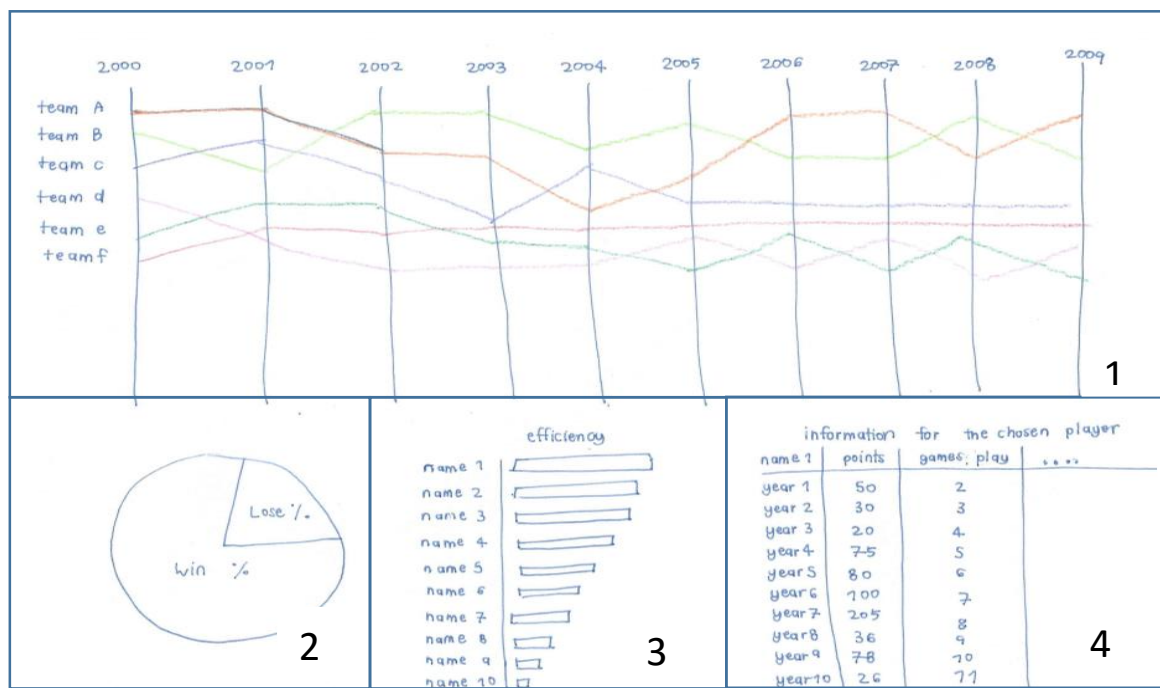 2000 2001 2002 2003 2004 2005 2006 2007 2008 2009
team A
team B
team c
team d
team e
team f
1
Lose %.
win %
2
efficiency
name 1
name 2
name 3
name 4
name 5
name 6
name 7
name 8
name 9
name 10
3
information for the chosen player
name 1 points games play ....
year 1 50 2
year 2 30 3
year 3 20 4
year 4 75 5
year 5 80 6
year 6 100 7
year 7 205 8
year 8 36 9
year 9 78 10
year 10 26 11
4